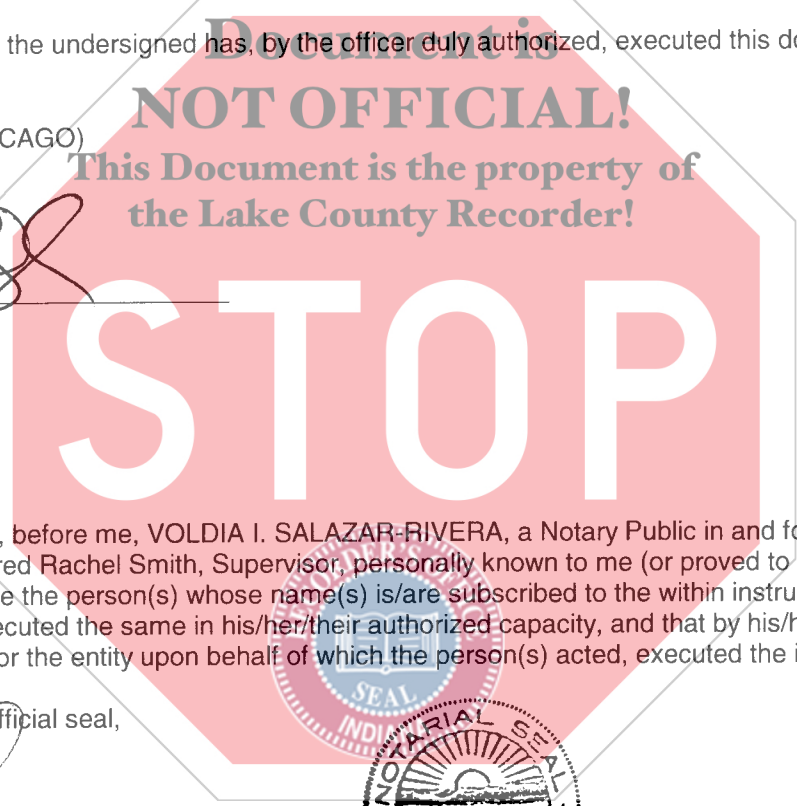 Document is
the undersigned has, by the officer duly authorized, executed this do
NOT OFFICIAL!
CAGO)
This Document is the property of
the Lake County Recorder!
STOP
, before me, VOLDIA I. SALAZAR-RIVERA, a Notary Public in and fo
red Rachel Smith, Supervisor, personally known to me (or proved to
e the person(s) whose name(s) is/are subscribed to the within instru
ecuted the same in his/her/their authorized capacity, and that by his/h
or the entity upon behalf of which the person(s) acted, executed the i
RECORDER'S OFFICE
SEAL
INDIANA
fficial seal,
NOTARIAL SEAL